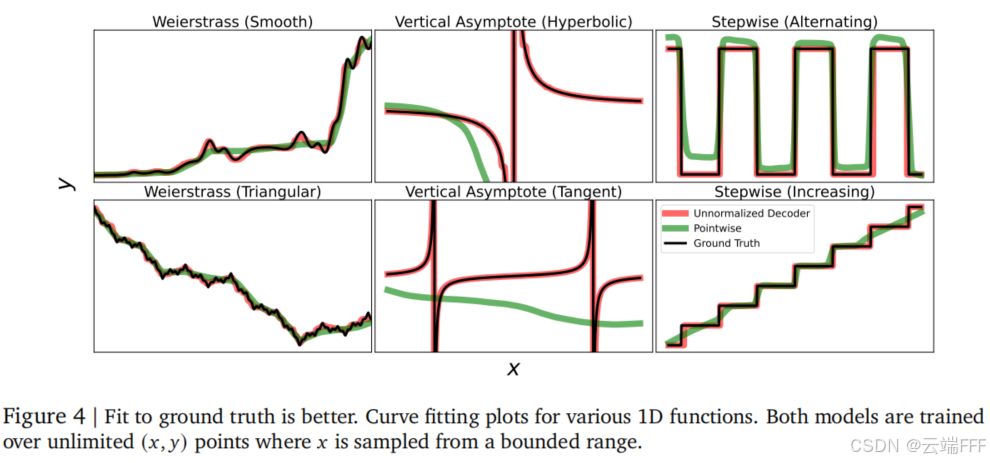 Weierstrass (Smooth)
Vertical Asymptote (Hyperbolic)
Stepwise (Alternating)
y
Weierstrass (Triangular)
Vertical Asymptote (Tangent)
Stepwise (Increasing)
Unnormalized Decoder
Pointwise
Ground Truth
x
Figure 4 | Fit to ground truth is better. Curve fitting plots for various 1D functions. Both models are trained
over unlimited (x, y) points where x is sampled from a bounded range.
CSDN @云端FFF